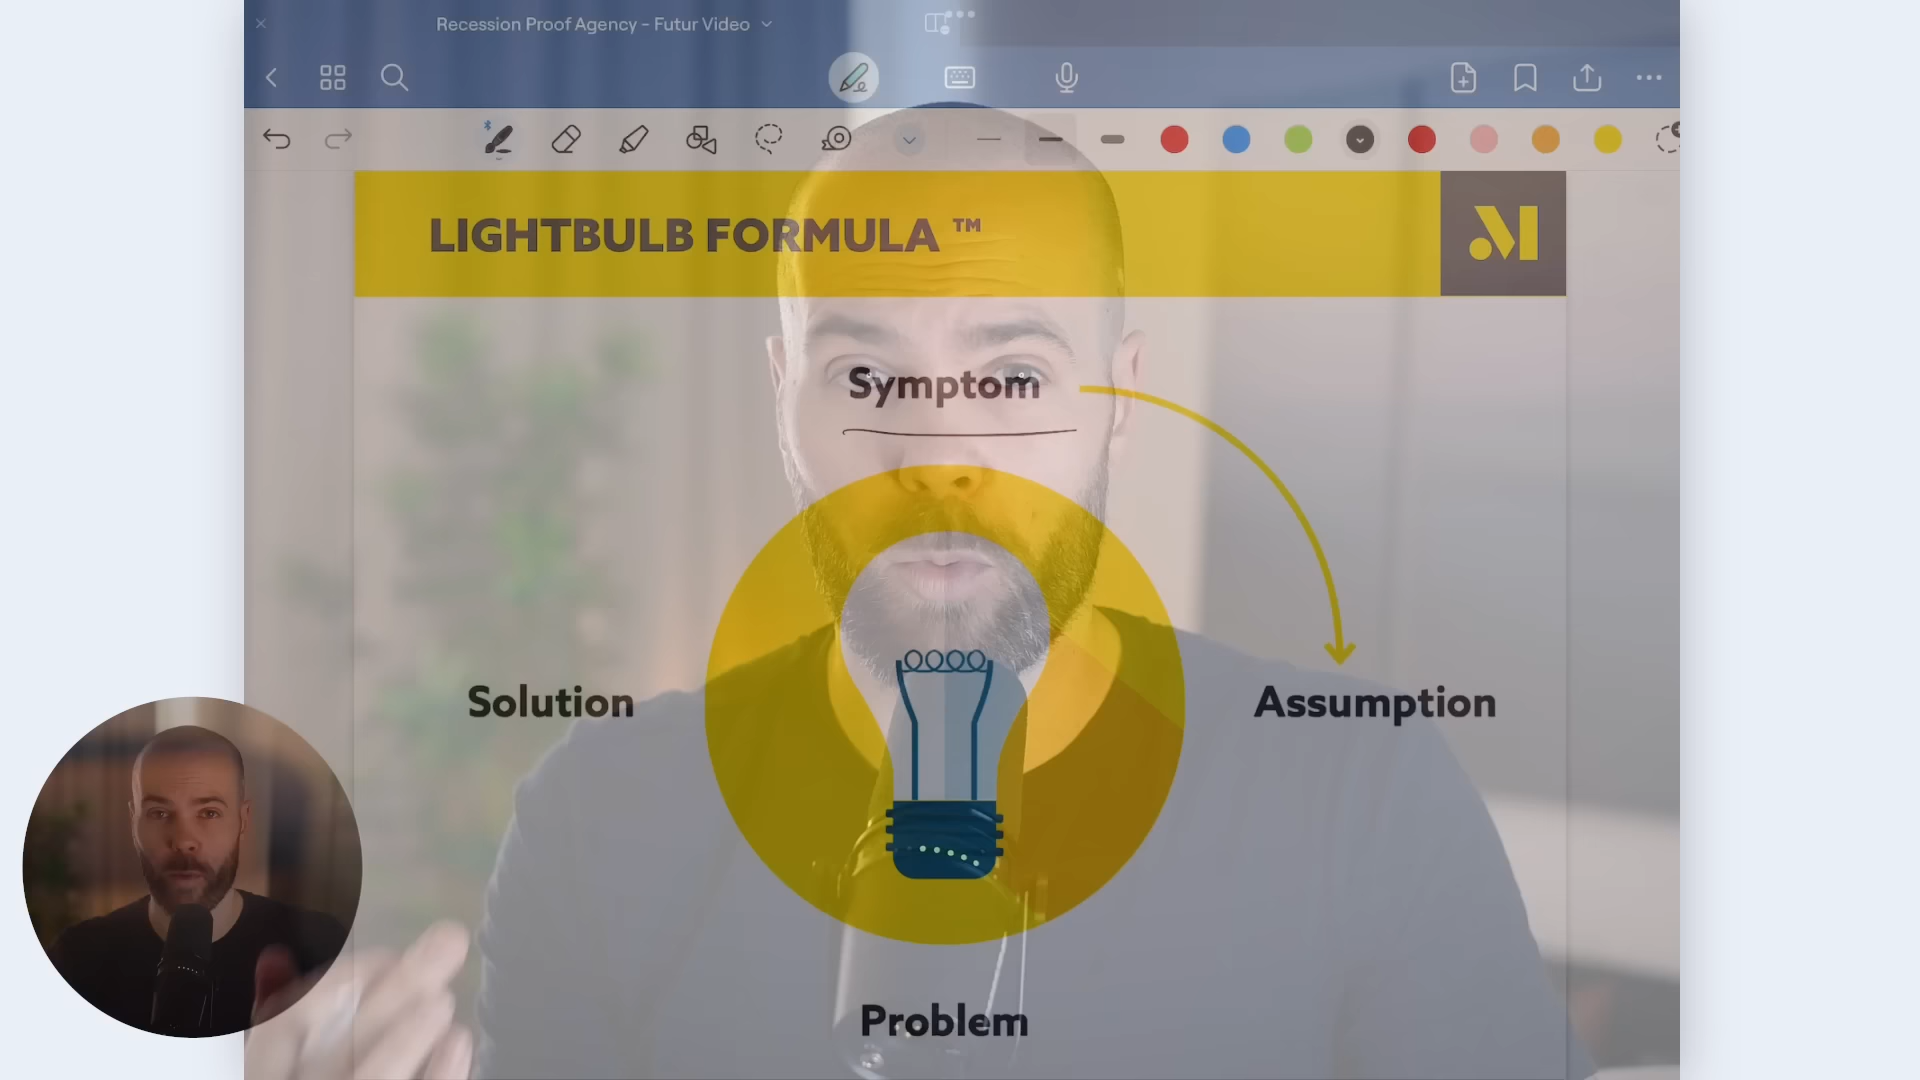 Recession Proof Agency - Futur Video
LIGHTBULB FORMULA ™
Symptom
Solution
Assumption
Problem